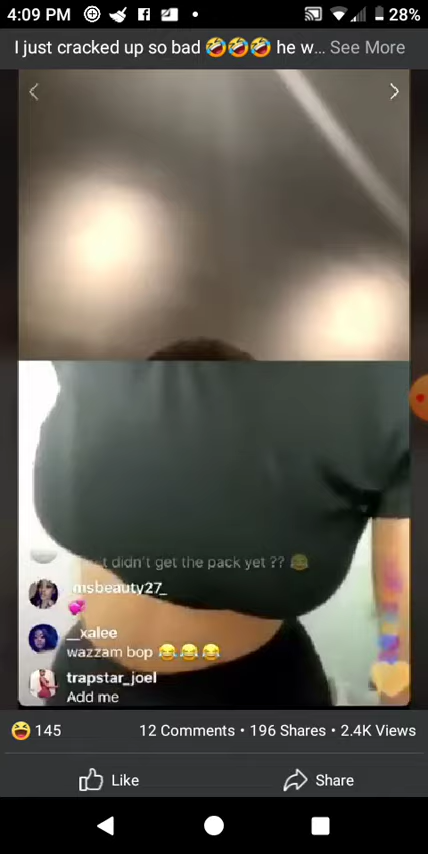 4:09 PM
28%
I just cracked up so bad 🤣🤣🤣 he w... See More
t didn't get the pack yet ?? 😂
msbeauty27_
💞
__xalee
wazzam bop 😂😂😂
trapstar_joel
Add me
😆 145
12 Comments • 196 Shares • 2.4K Views
Like
Share